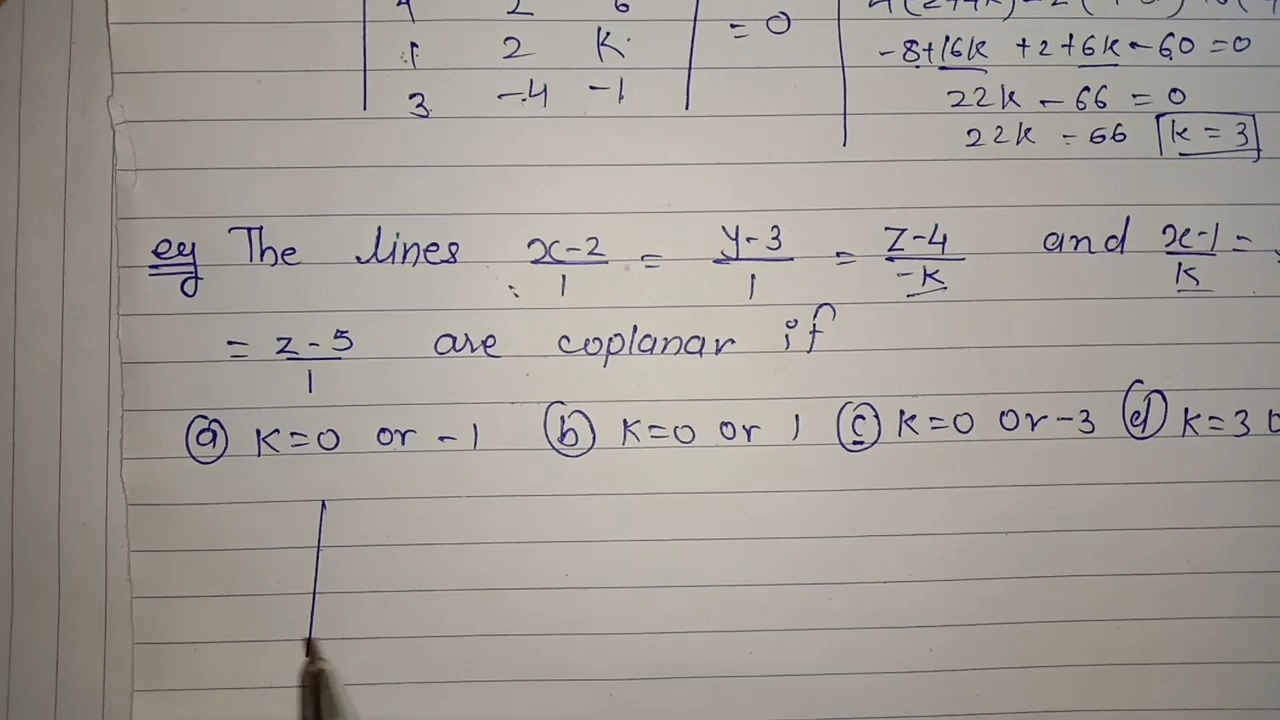 2 6
= 0
1 2 K
3 -4 -1
-8+16k +2+6k-60=0
22k - 66 = 0
22k = 66 k = 3
eg The lines x-2/1 = y-3/1 = z-4/-k and x-1/k =
= z-5/1 are coplanar if
(a) K=0 or -1 (b) K=0 or 1 (c) K=0 or -3 (d) K=3